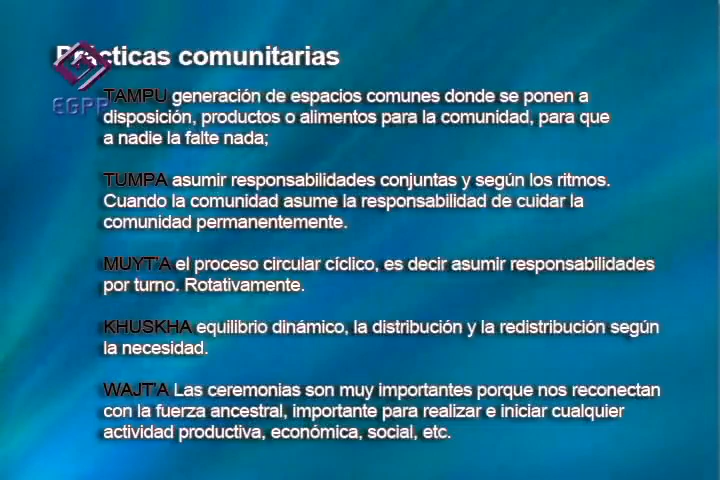 Prácticas comunitarias
EGPP
TAMPU generación de espacios comunes donde se ponen a
disposición, productos o alimentos para la comunidad, para que
a nadie la falte nada;
TUMPA asumir responsabilidades conjuntas y según los ritmos.
Cuando la comunidad asume la responsabilidad de cuidar la
comunidad permanentemente.
MUYT'A el proceso circular cíclico, es decir asumir responsabilidades
por turno. Rotativamente.
KHUSKHA equilibrio dinámico, la distribución y la redistribución según
la necesidad.
WAJT'A Las ceremonias son muy importantes porque nos reconectan
con la fuerza ancestral, importante para realizar e iniciar cualquier
actividad productiva, económica, social, etc.